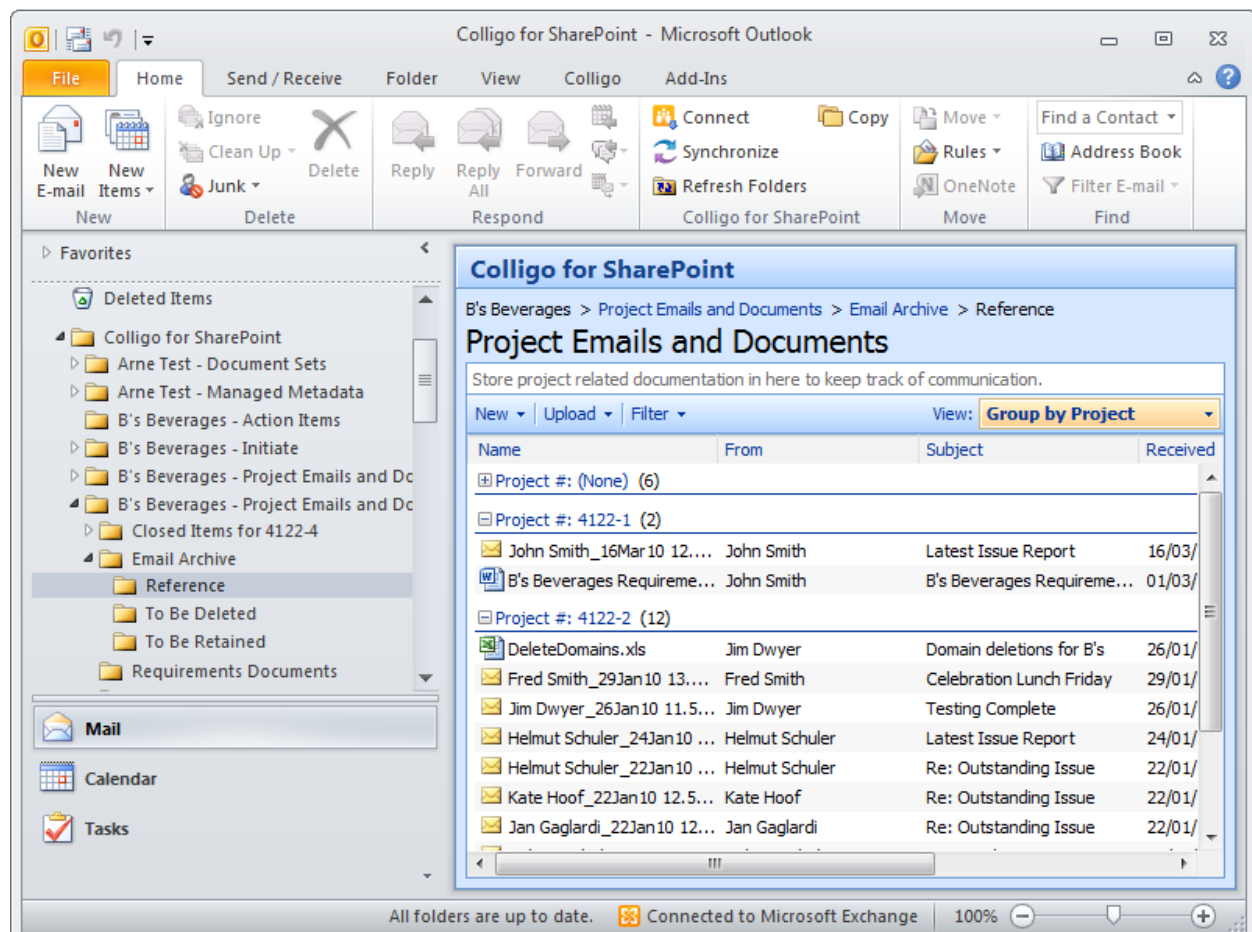 Colligo for SharePoint - Microsoft Outlook
File Home Send / Receive Folder View Colligo Add-Ins
New E-mail
New Items
Ignore
Clean Up
Junk
Delete
Reply
Reply All
Forward
Connect
Copy
Synchronize
Refresh Folders
Move
Rules
OneNote
Find a Contact
Address Book
Filter E-mail
New Delete Respond Colligo for SharePoint Move Find
Favorites
Deleted Items
Colligo for SharePoint
Arne Test - Document Sets
Arne Test - Managed Metadata
B's Beverages - Action Items
B's Beverages - Initiate
B's Beverages - Project Emails and Dc
B's Beverages - Project Emails and Dc
Closed Items for 4122-4
Email Archive
Reference
To Be Deleted
To Be Retained
Requirements Documents
Mail
Calendar
Tasks
Colligo for SharePoint
B's Beverages > Project Emails and Documents > Email Archive > Reference
Project Emails and Documents
Store project related documentation in here to keep track of communication.
New Upload Filter View: Group by Project
Name From Subject Received
Project #: (None) (6)
Project #: 4122-1 (2)
John Smith_16Mar10 12.... John Smith Latest Issue Report 16/03/
B's Beverages Requireme... John Smith B's Beverages Requireme... 01/03/
Project #: 4122-2 (12)
DeleteDomains.xls Jim Dwyer Domain deletions for B's 26/01/
Fred Smith_29Jan10 13.... Fred Smith Celebration Lunch Friday 29/01/
Jim Dwyer_26Jan10 11.5... Jim Dwyer Testing Complete 26/01/
Helmut Schuler_24Jan10 ... Helmut Schuler Latest Issue Report 24/01/
Helmut Schuler_22Jan10 ... Helmut Schuler Re: Outstanding Issue 22/01/
Kate Hoof_22Jan10 12.5... Kate Hoof Re: Outstanding Issue 22/01/
Jan Gaglardi_22Jan10 12... Jan Gaglardi Re: Outstanding Issue 22/01/
All folders are up to date. Connected to Microsoft Exchange 100%